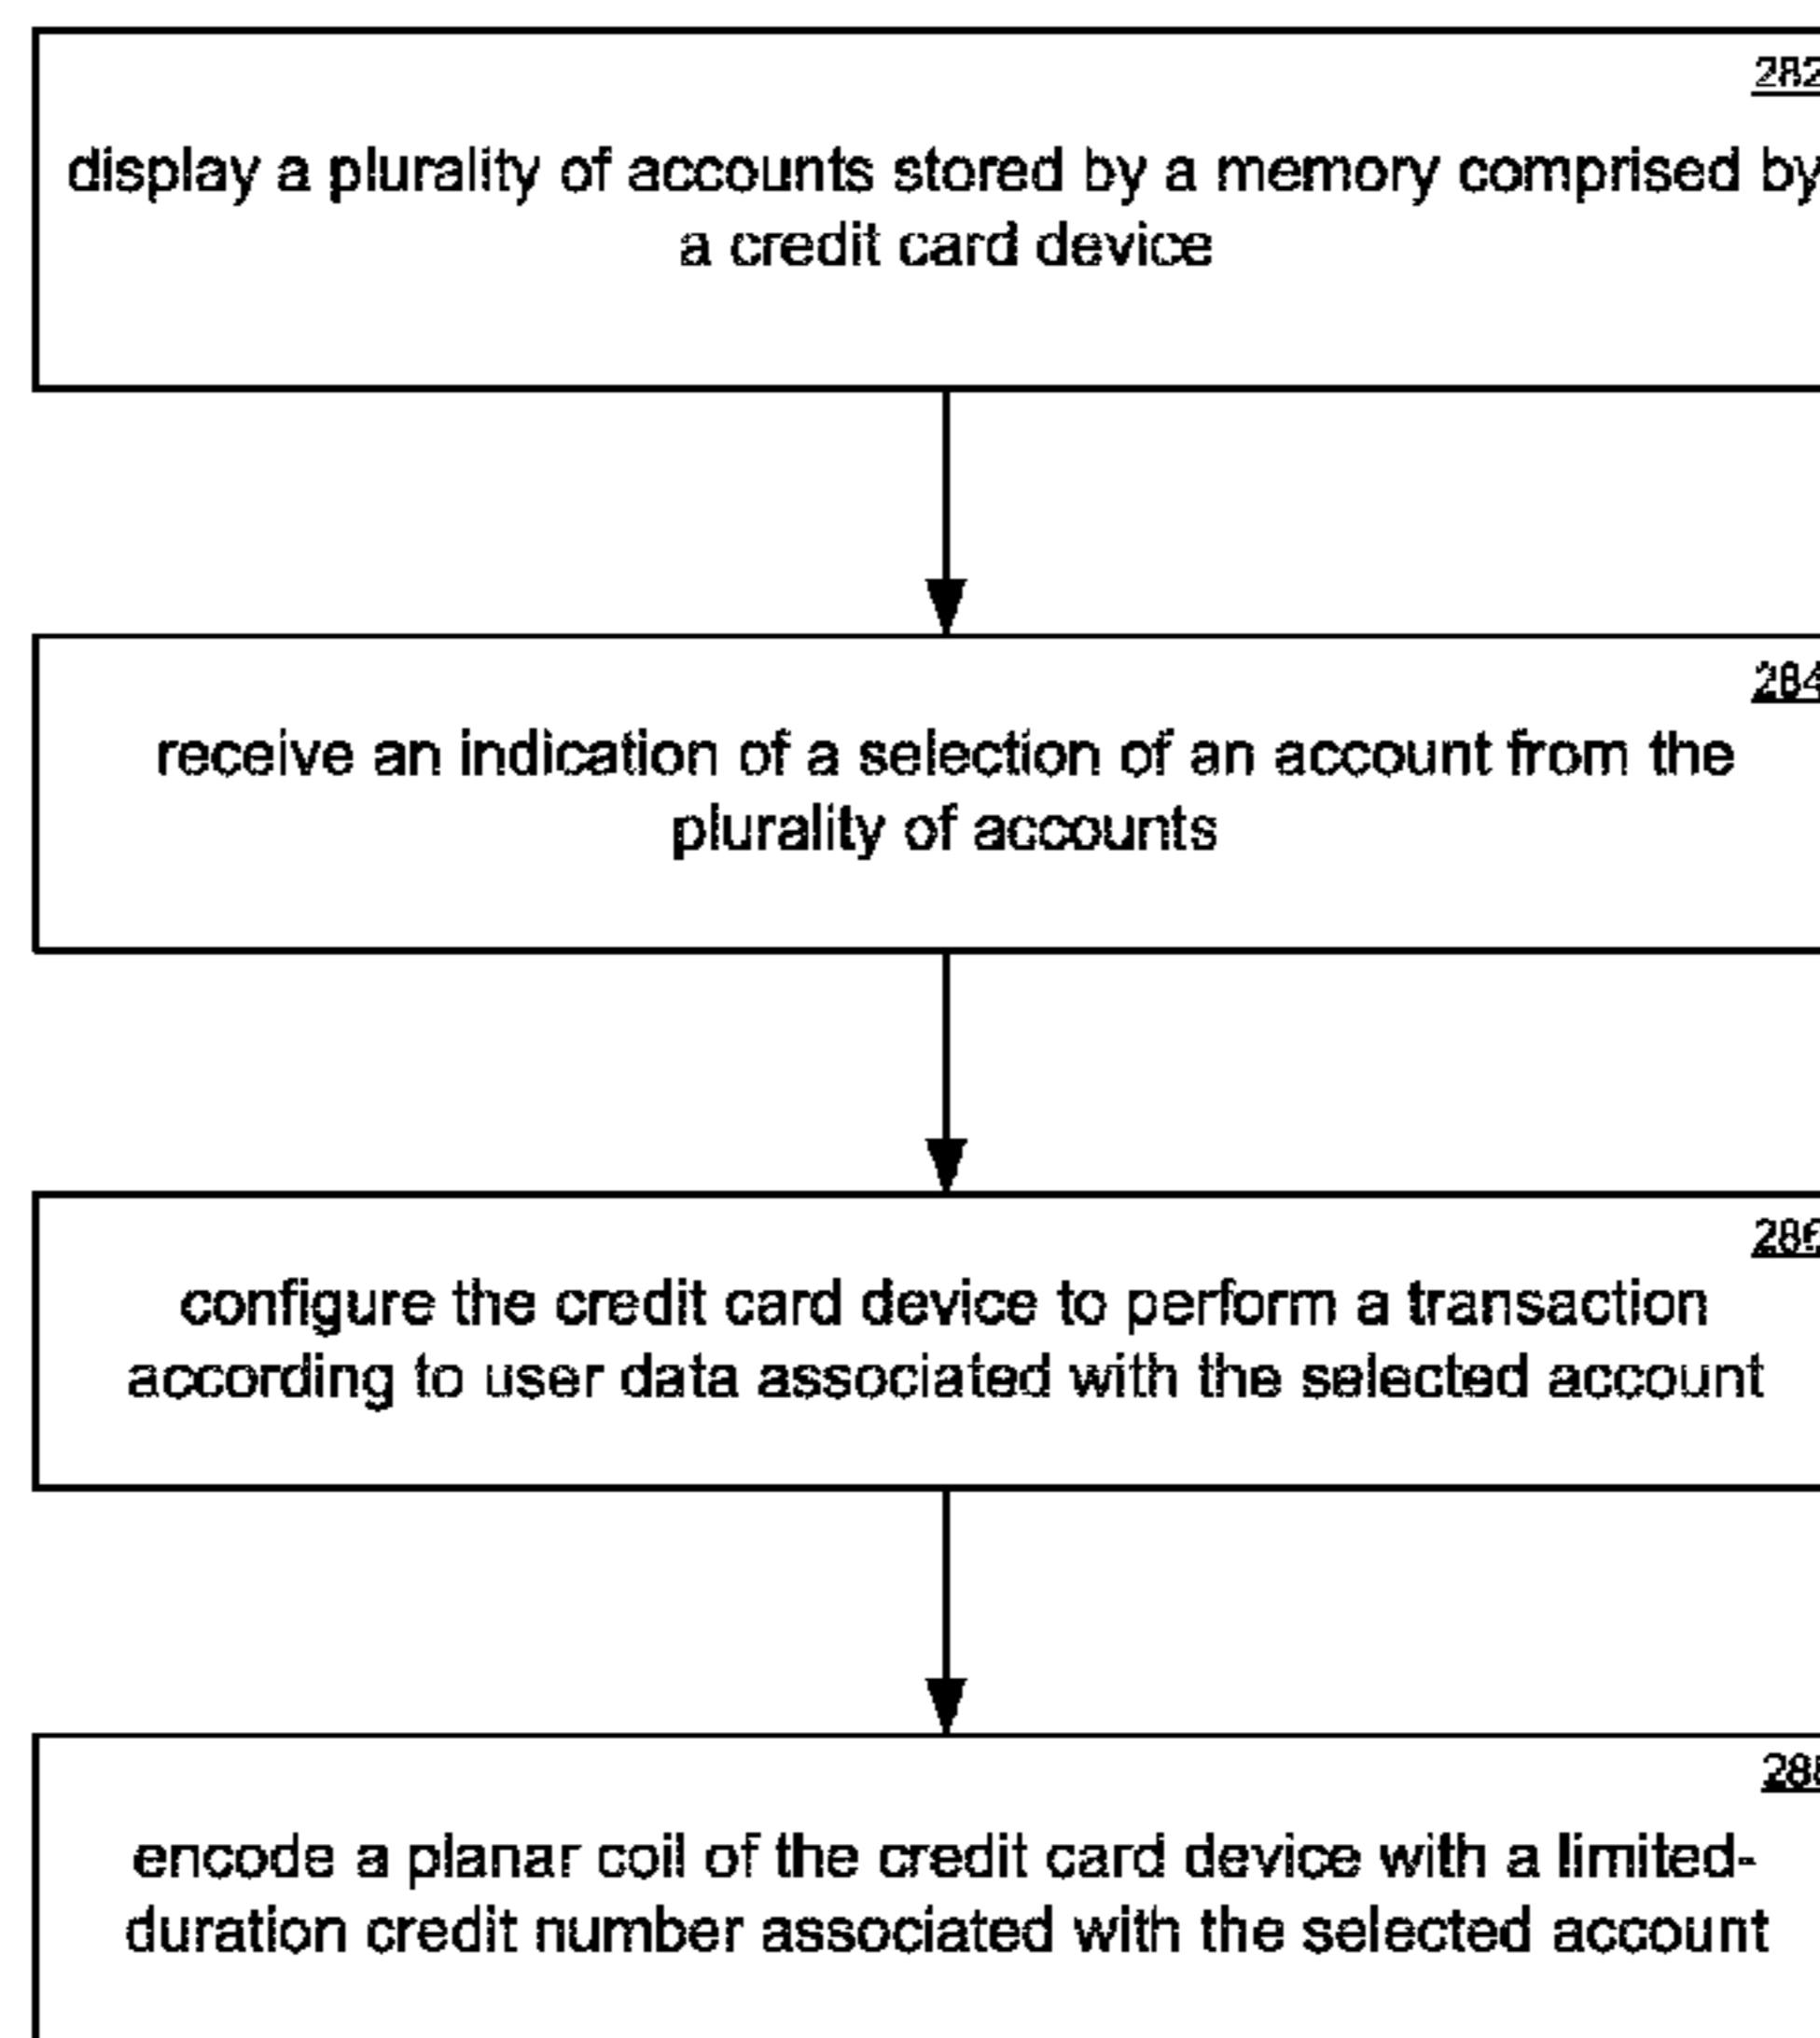 282
display a plurality of accounts stored by a memory comprised by
a credit card device
284
receive an indication of a selection of an account from the
plurality of accounts
configure the credit card device to perform a transaction
according to user data associated with the selected account
encode a planar coil of the credit card device with a limited-
duration credit number associated with the selected account